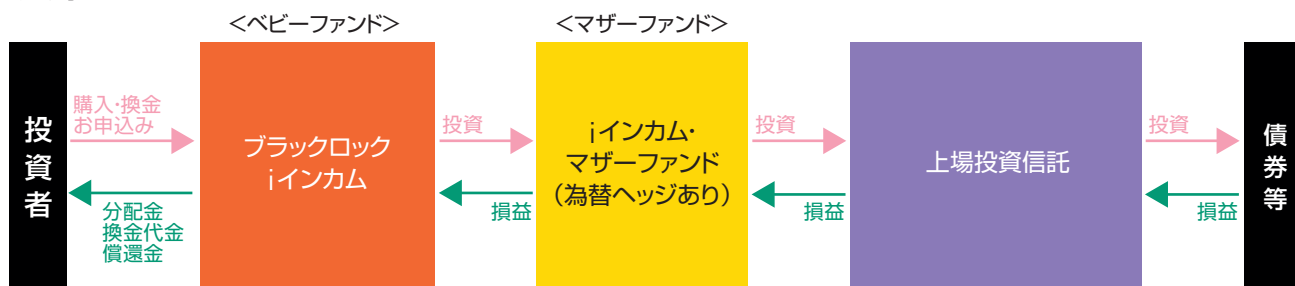 ＜ベビーファンド＞
＜マザーファンド＞
投資者
購入・換金
お申込み
分配金
換金代金
償還金
ブラックロック
iインカム
投資
損益
iインカム・
マザーファンド
（為替ヘッジあり）
投資
損益
上場投資信託
投資
損益
債券等